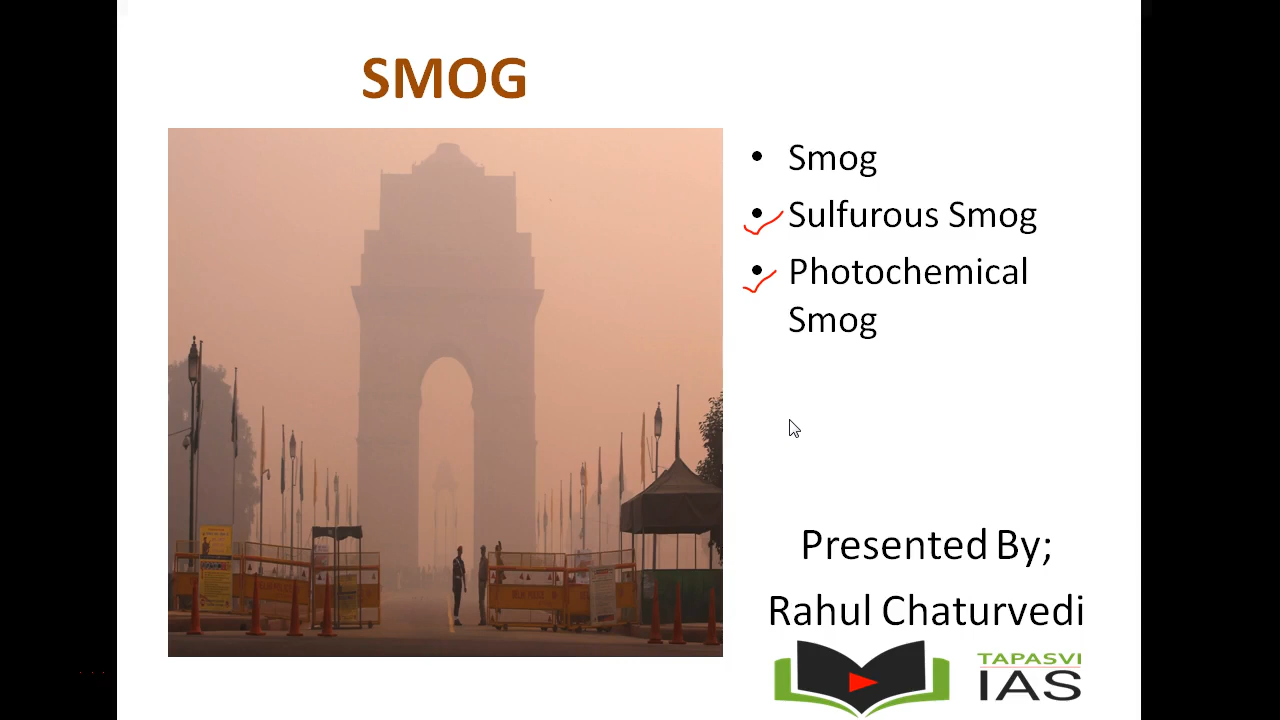 SMOG
• Smog
• Sulfurous Smog
• Photochemical
Smog
Presented By;
Rahul Chaturvedi
TAPASVI
IAS